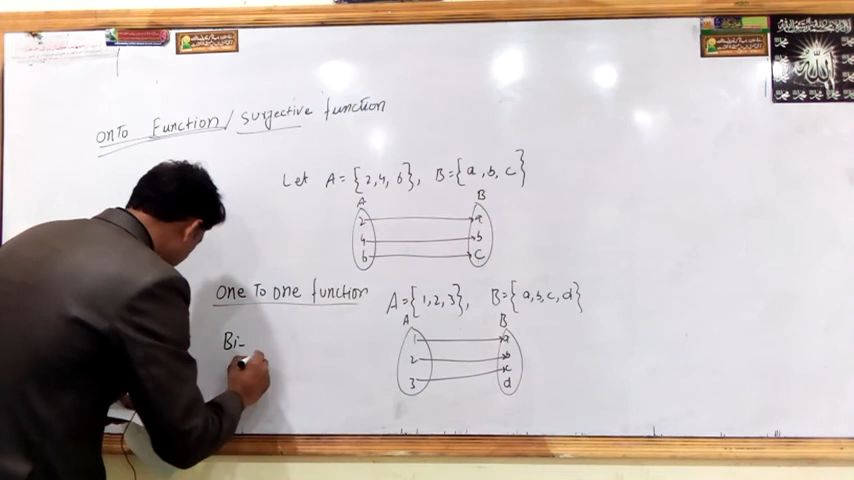 Onto Function / Surjective function
Let A = {2,4,6}, B = {a,b,c}
A B
2 a
4 b
6 c
One To One function A = {1,2,3}, B = {a,b,c,d}
A B
1 a
2 b
c
3 d
Bi-